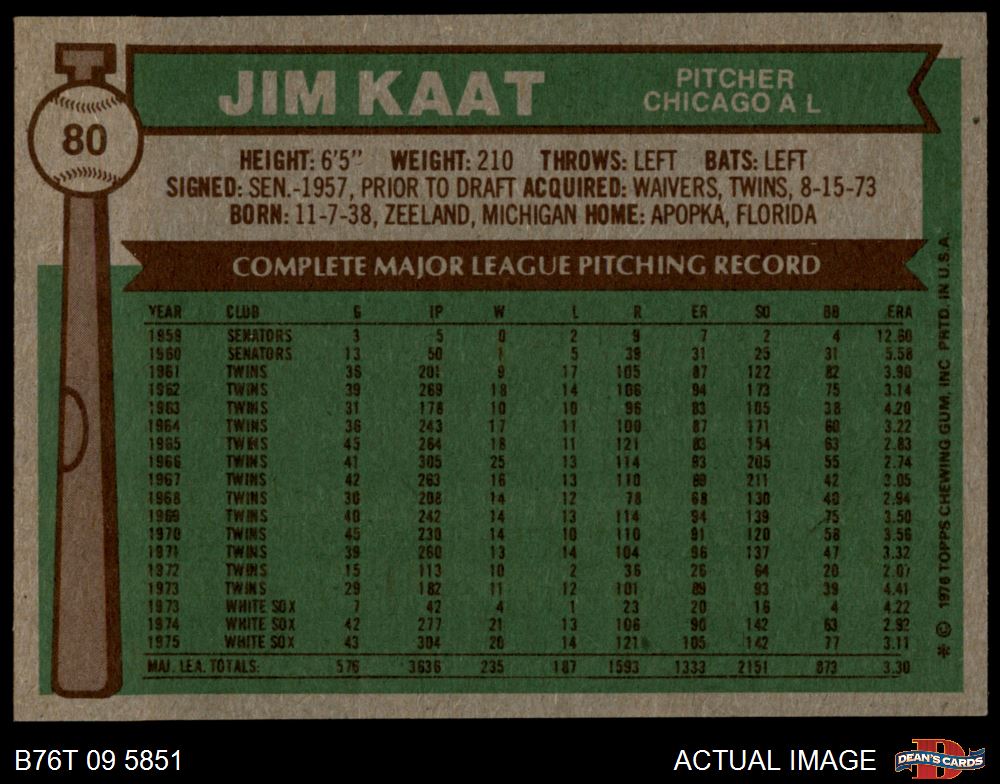 JIM KAAT
PITCHER
CHICAGO A L
80
HEIGHT: 6'5" WEIGHT: 210 THROWS: LEFT BATS: LEFT
SIGNED: SEN.-1957, PRIOR TO DRAFT ACQUIRED: WAIVERS, TWINS, 8-15-73
BORN: 11-7-38, ZEELAND, MICHIGAN HOME: APOPKA, FLORIDA
COMPLETE MAJOR LEAGUE PITCHING RECORD
YEAR CLUB G IP W L R ER SO BB ERA
1959 SENATORS 3 5 0 2 9 7 2 4 12.60
1960 SENATORS 13 50 1 5 39 31 25 31 5.58
1961 TWINS 36 201 9 17 105 87 122 82 3.90
1962 TWINS 39 269 18 14 106 94 173 75 3.14
1963 TWINS 31 178 10 10 96 83 105 38 4.20
1964 TWINS 36 243 17 11 100 87 171 60 3.22
1965 TWINS 45 264 18 11 121 83 154 63 2.83
1966 TWINS 41 305 25 13 114 93 205 55 2.74
1967 TWINS 42 263 16 13 110 89 211 42 3.05
1968 TWINS 30 208 14 12 78 68 130 40 2.94
1969 TWINS 40 242 14 13 114 94 139 75 3.50
1970 TWINS 45 230 14 10 110 91 120 58 3.56
1971 TWINS 39 260 13 14 104 96 137 47 3.32
1972 TWINS 15 113 10 2 36 26 64 20 2.07
1973 TWINS 29 182 11 12 101 89 93 39 4.41
1973 WHITE SOX 7 42 4 1 23 20 16 4 4.22
1974 WHITE SOX 42 277 21 13 106 90 142 63 2.92
1975 WHITE SOX 43 304 20 14 121 105 142 77 3.11
MAJ. LEA. TOTALS: 576 3636 235 187 1593 1333 2151 873 3.30
✻ © 1976 TOPPS CHEWING GUM, INC. PRTD. IN U.S.A.
B76T 09 5851
ACTUAL IMAGE
D
DEAN'S CARDS